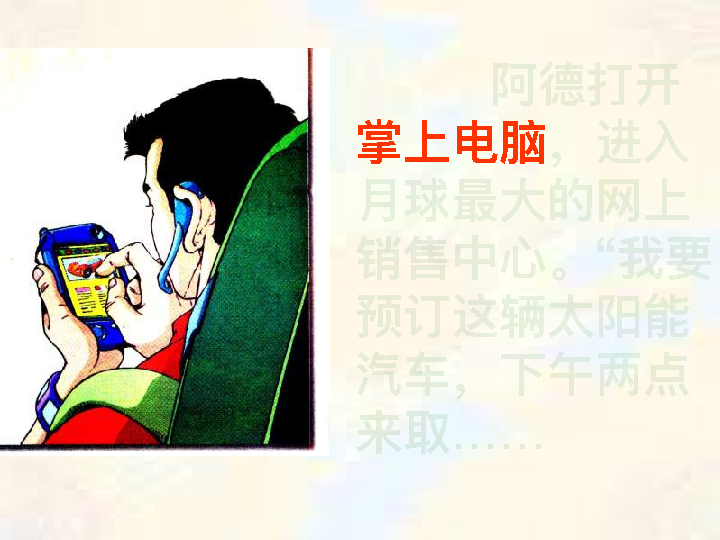 阿德打开
掌上电脑，进入
月球最大的网上
销售中心。“我要
预订这辆太阳能
汽车，下午两点
来取……